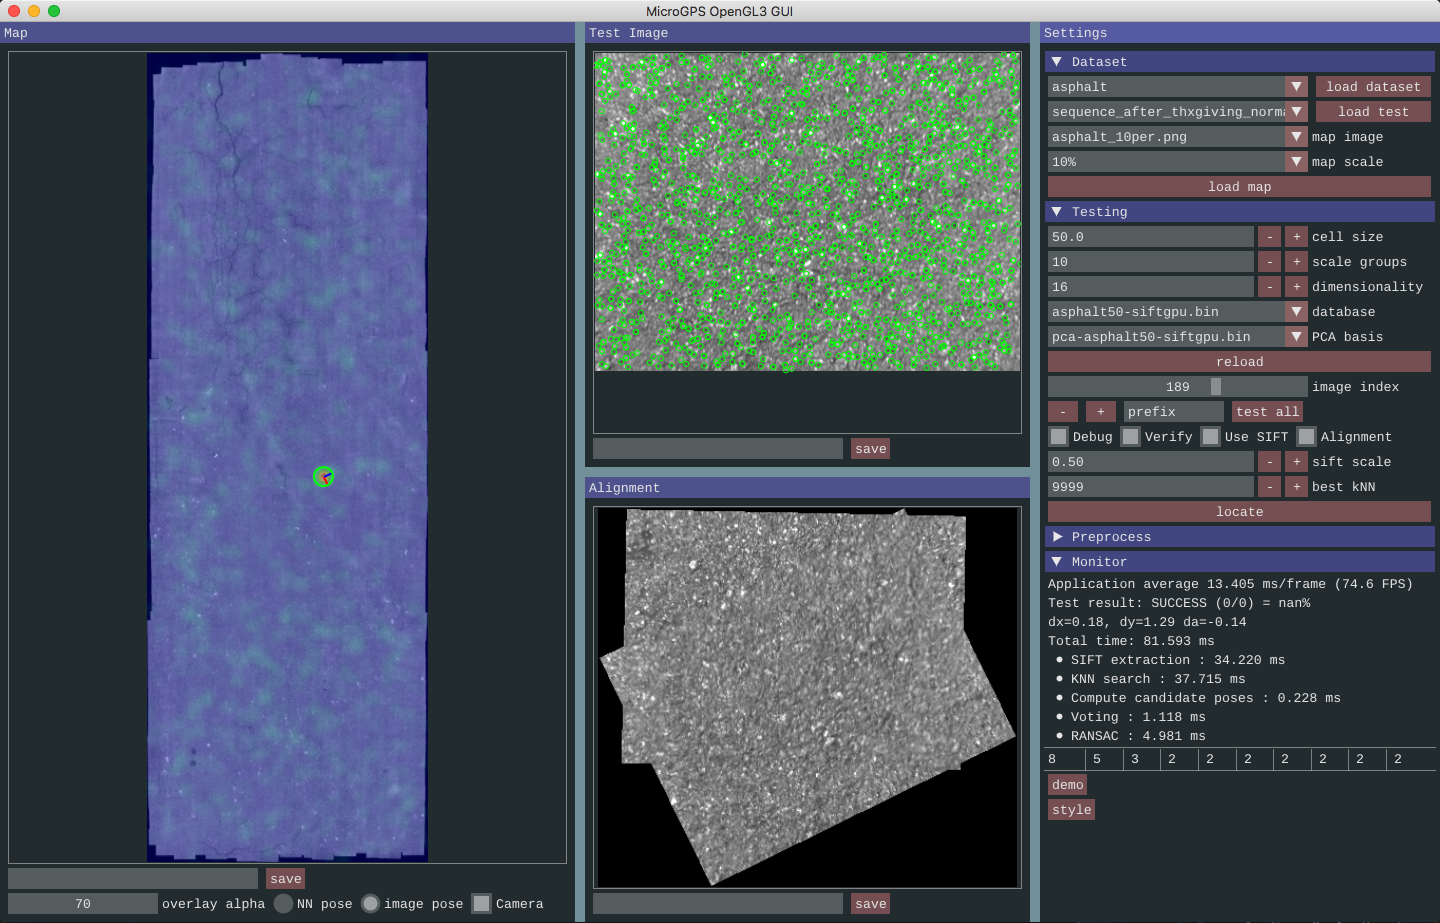 MicroGPS OpenGL3 GUI
Map
save
70 overlay alpha NN pose image pose Camera
Test Image
save
Alignment
save
Settings
Dataset
asphalt load dataset
sequence_after_thxgiving_norma load test
asphalt_10per.png map image
10% map scale
load map
Testing
50.0 - + cell size
10 - + scale groups
16 - + dimensionality
asphalt50-siftgpu.bin database
pca-asphalt50-siftgpu.bin PCA basis
reload
189 image index
- + prefix test all
Debug Verify Use SIFT Alignment
0.50 - + sift scale
9999 - + best kNN
locate
Preprocess
Monitor
Application average 13.405 ms/frame (74.6 FPS)
Test result: SUCCESS (0/0) = nan%
dx=0.18, dy=1.29 da=-0.14
Total time: 81.593 ms
SIFT extraction : 34.220 ms
KNN search : 37.715 ms
Compute candidate poses : 0.228 ms
Voting : 1.118 ms
RANSAC : 4.981 ms
8 5 3 2 2 2 2 2 2 2
demo
style